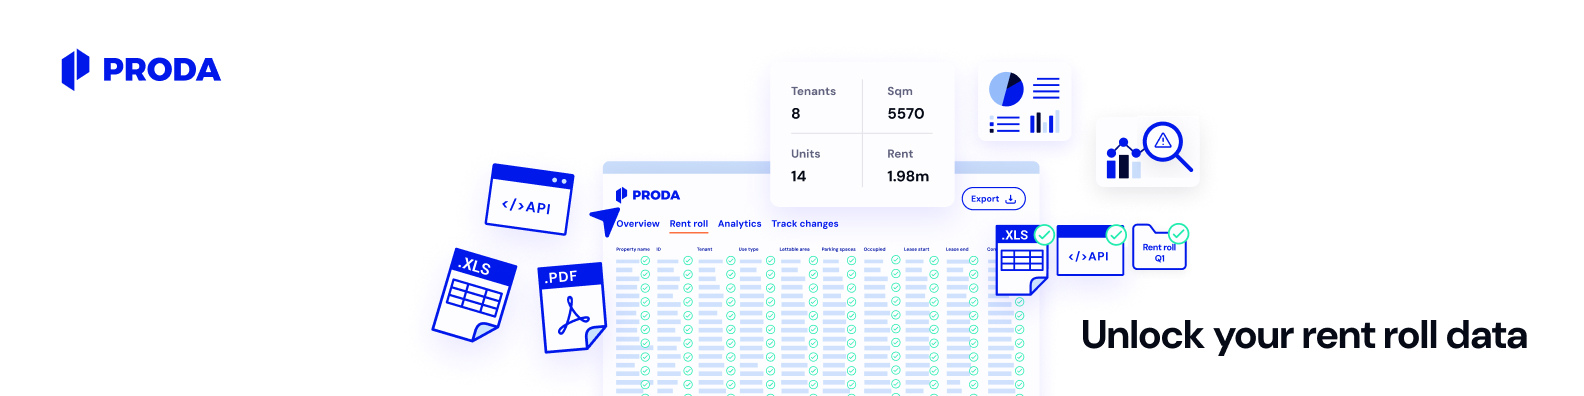 PRODA
Tenants
8
Sqm
5570
Units
14
Rent
1.98m
</>API
.XLS
.PDF
PRODA
Export
Overview Rent roll Analytics Track changes
Property name ID Tenant Use type Lettable area Parking spaces Occupied Lease start Lease end
.XLS
</>API
Rent roll
Q1
Unlock your rent roll data